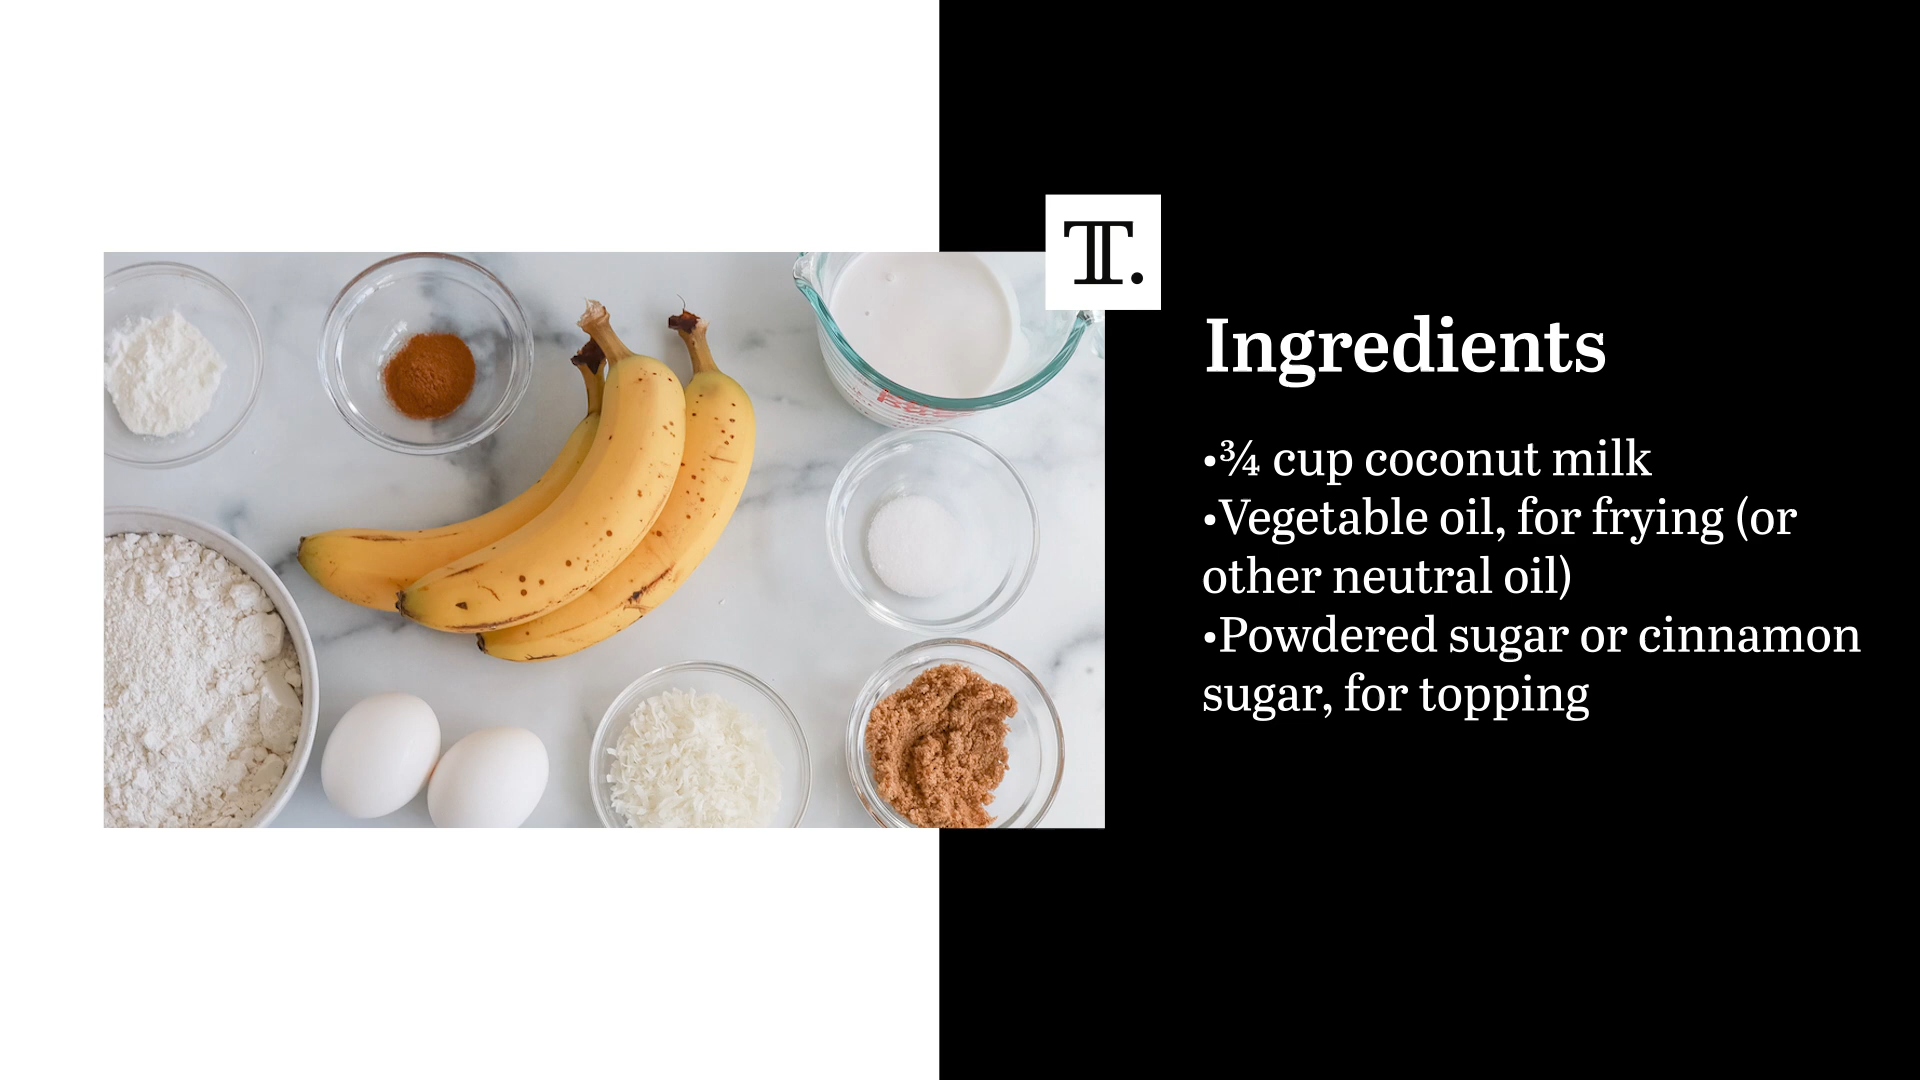 T.
Ingredients
•¾ cup coconut milk
•Vegetable oil, for frying (or
other neutral oil)
•Powdered sugar or cinnamon
sugar, for topping